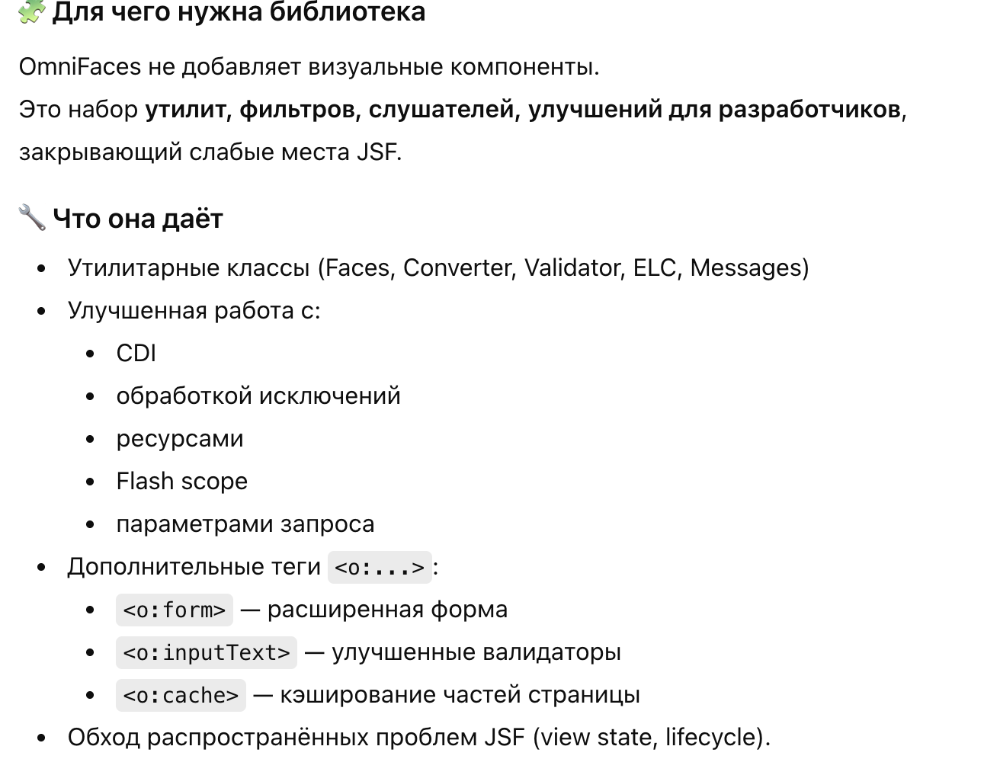 Для чего нужна библиотека
OmniFaces не добавляет визуальные компоненты.
Это набор утилит, фильтров, слушателей, улучшений для разработчиков,
закрывающий слабые места JSF.
Что она даёт
• Утилитарные классы (Faces, Converter, Validator, ELC, Messages)
• Улучшенная работа с:
• CDI
• обработкой исключений
• ресурсами
• Flash scope
• параметрами запроса
• Дополнительные теги <o:...>:
• <o:form> — расширенная форма
• <o:inputText> — улучшенные валидаторы
• <o:cache> — кэширование частей страницы
• Обход распространённых проблем JSF (view state, lifecycle).